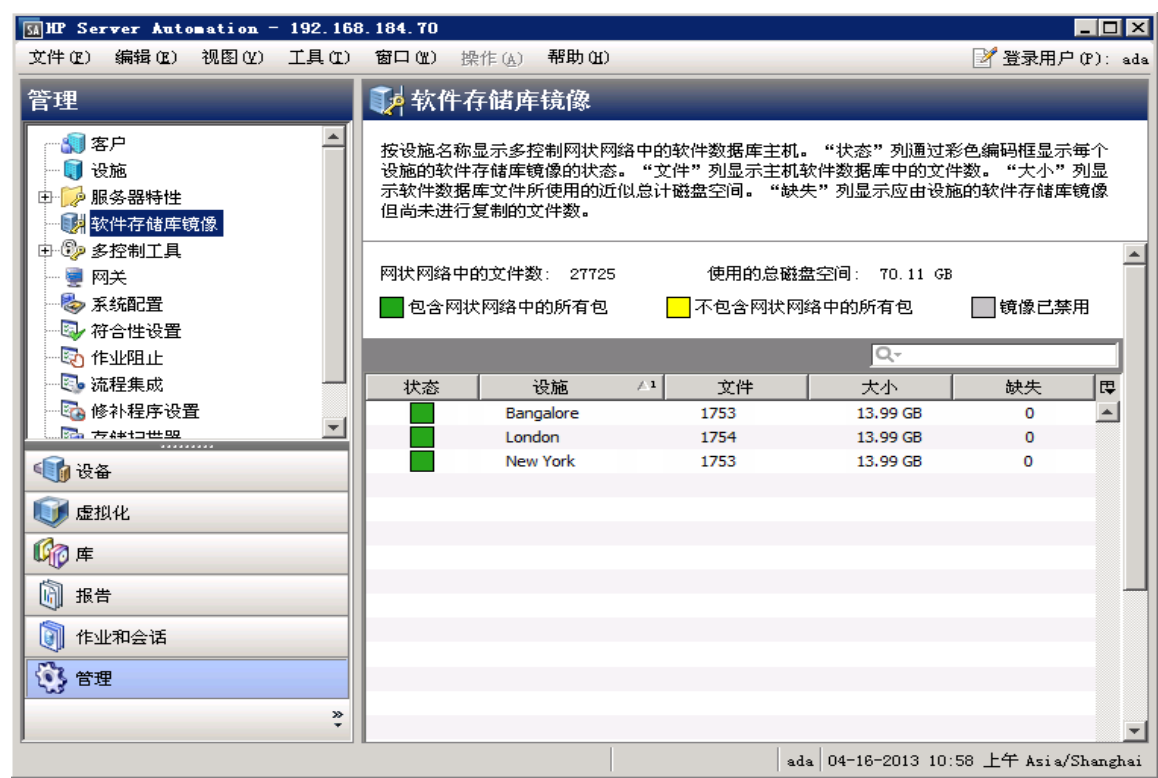 HP Server Automation - 192.168.184.70
文件(F) 编辑(E) 视图(V) 工具(T) 窗口(W) 操作(A) 帮助(H) 登录用户(P): ada
管理
客户
设施
服务器特性
软件存储库镜像
多控制工具
网关
系统配置
符合性设置
作业阻止
流程集成
修补程序设置
存储扫描器
设备
虚拟化
库
报告
作业和会话
管理
软件存储库镜像
按设施名称显示多控制网状网络中的软件数据库主机。“状态”列通过彩色编码框显示每个
设施的软件存储库镜像的状态。“文件”列显示主机软件数据库中的文件数。“大小”列显
示软件数据库文件所使用的近似总计磁盘空间。“缺失”列显示应由设施的软件存储库镜像
但尚未进行复制的文件数。
网状网络中的文件数: 27725 使用的总磁盘空间: 70.11 GB
包含网状网络中的所有包 不包含网状网络中的所有包 镜像已禁用
状态 设施 1 文件 大小 缺失
Bangalore 1753 13.99 GB 0
London 1754 13.99 GB 0
New York 1753 13.99 GB 0
ada 04-16-2013 10:58 上午 Asia/Shanghai